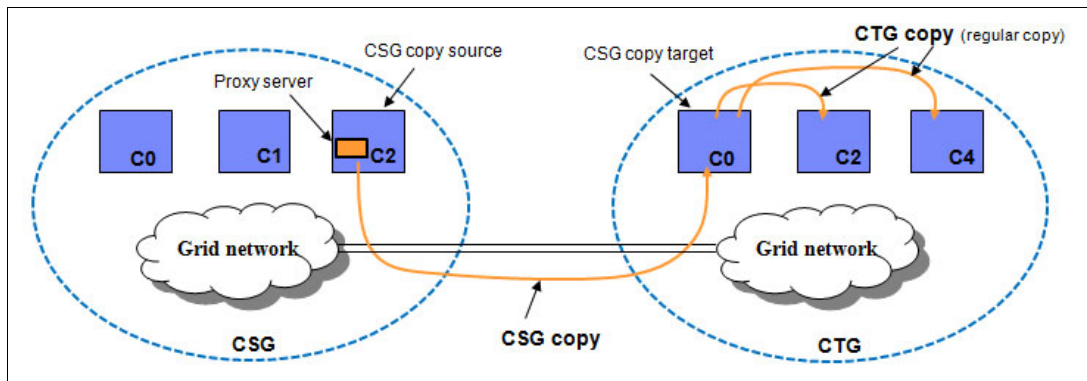 CSG copy source
Proxy server
C0
C1
C2
Grid network
CSG
CTG copy (regular copy)
CSG copy target
C0
C2
C4
Grid network
CTG
CSG copy